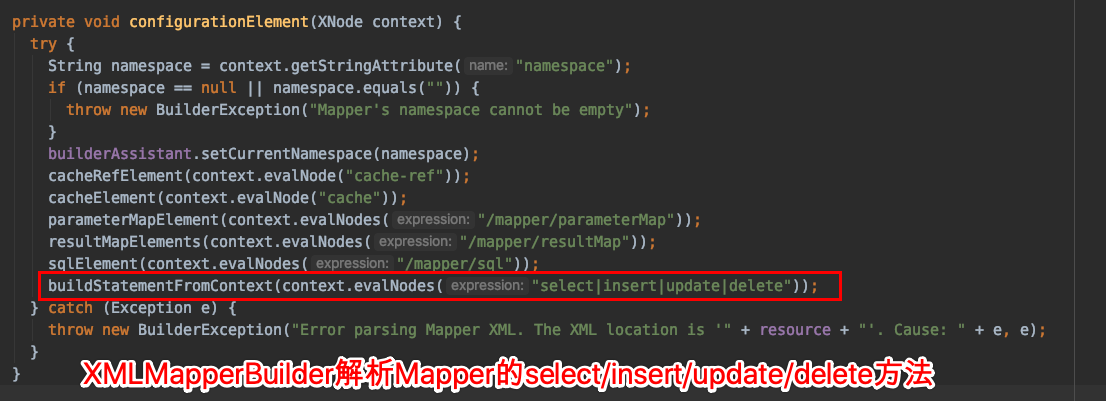 private void configurationElement(XNode context) {
try {
String namespace = context.getStringAttribute( name: "namespace");
if (namespace == null || namespace.equals("")) {
throw new BuilderException("Mapper's namespace cannot be empty");
}
builderAssistant.setCurrentNamespace(namespace);
cacheRefElement(context.evalNode("cache-ref"));
cacheElement(context.evalNode("cache"));
parameterMapElement(context.evalNodes( expression: "/mapper/parameterMap"));
resultMapElements(context.evalNodes( expression: "/mapper/resultMap"));
sqlElement(context.evalNodes( expression: "/mapper/sql"));
buildStatementFromContext(context.evalNodes( expression: "select|insert|update|delete"));
} catch (Exception e) {
throw new BuilderException("Error parsing Mapper XML. The XML location is '" + resource + "'. Cause: " + e, e);
}
}
XMLMapperBuilder解析Mapper的select/insert/update/delete方法